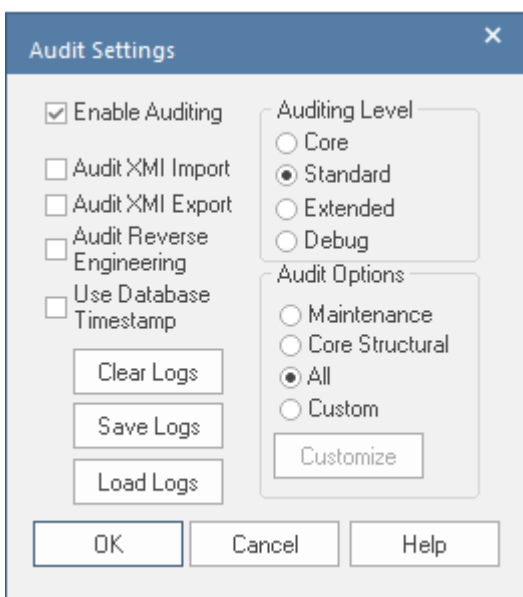 Audit Settings
Enable Auditing
Audit XMI Import
Audit XMI Export
Audit Reverse
Engineering
Use Database
Timestamp
Clear Logs
Save Logs
Load Logs
Auditing Level
Core
Standard
Extended
Debug
Audit Options
Maintenance
Core Structural
All
Custom
Customize
OK
Cancel
Help